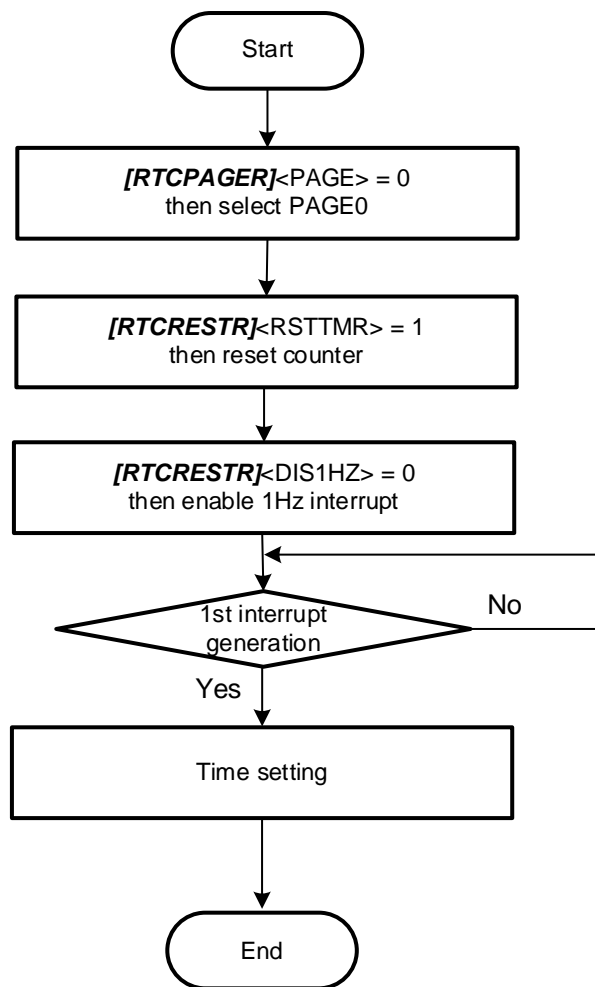 Start
[RTCPAGER]<PAGE> = 0
then select PAGE0
[RTCRESTR]<RSTTMR> = 1
then reset counter
[RTCRESTR]<DIS1HZ> = 0
then enable 1Hz interrupt
1st interrupt
generation
No
Yes
Time setting
End